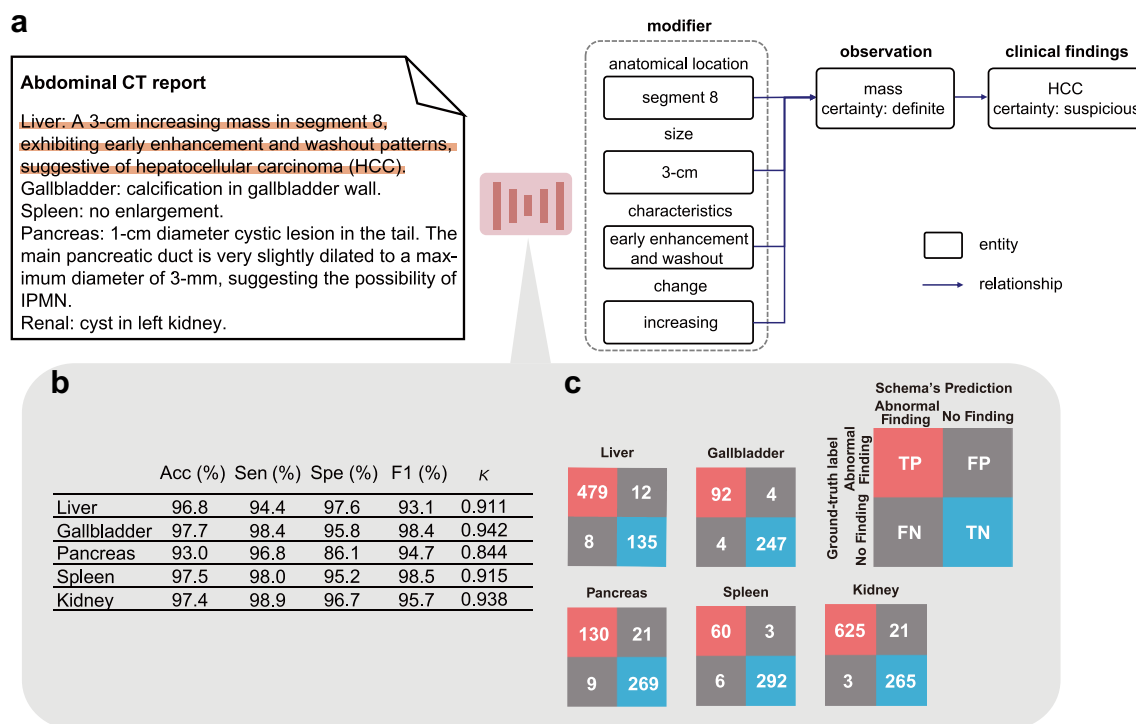 a
Abdominal CT report
Liver: A 3-cm increasing mass in segment 8,
exhibiting early enhancement and washout patterns,
suggestive of hepatocellular carcinoma (HCC).
Gallbladder: calcification in gallbladder wall.
Spleen: no enlargement.
Pancreas: 1-cm diameter cystic lesion in the tail. The
main pancreatic duct is very slightly dilated to a max-
imum diameter of 3-mm, suggesting the possibility of
IPMN.
Renal: cyst in left kidney.
modifier
anatomical location
segment 8
size
3-cm
characteristics
early enhancement
and washout
change
increasing
observation
mass
certainty: definite
clinical findings
HCC
certainty: suspicious
entity
relationship
b
Acc (%) Sen (%) Spe (%) F1 (%) κ
Liver 96.8 94.4 97.6 93.1 0.911
Gallbladder 97.7 98.4 95.8 98.4 0.942
Pancreas 93.0 96.8 86.1 94.7 0.844
Spleen 97.5 98.0 95.2 98.5 0.915
Kidney 97.4 98.9 96.7 95.7 0.938
c
Schema's Prediction
Abnormal
Finding
No Finding
Ground-truth label
Abnormal
Finding
No Finding
TP FP
FN TN
Liver
479 12
8 135
Gallbladder
92 4
4 247
Pancreas
130 21
9 269
Spleen
60 3
6 292
Kidney
625 21
3 265